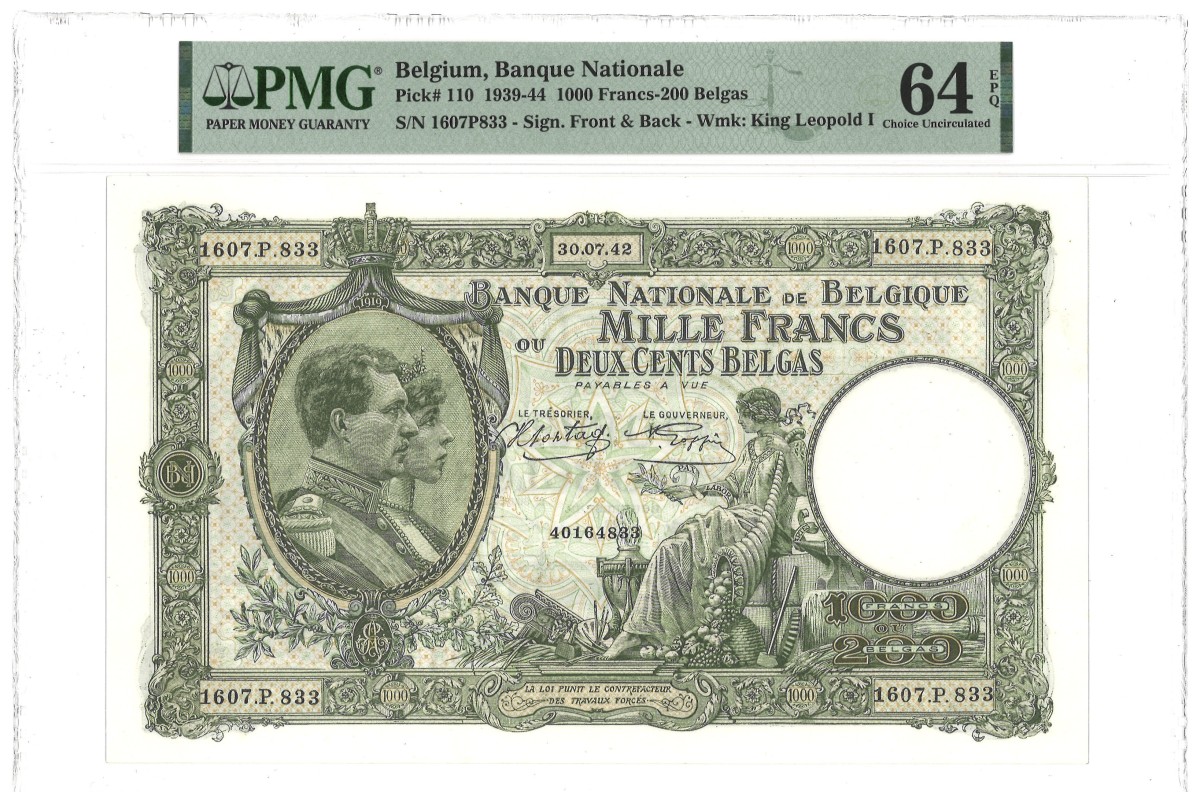 PMG®
PAPER MONEY GUARANTY
Belgium, Banque Nationale
Pick# 110 1939-44 1000 Francs-200 Belgas
S/N 1607P833 - Sign. Front & Back - Wmk: King Leopold I
64 EPQ
Choice Uncirculated
1607.P.833
30.07.42
1000
1607.P.833
1919
BANQUE NATIONALE DE BELGIQUE
MILLE FRANCS
OU
DEUX CENTS BELGAS
PAYABLES A VUE
1000
1000
LE TRÉSORIER,
LE GOUVERNEUR,
PAX
LABOR
40164833
1000
1000
1000
FRANCS
OU
200
BELGAS
1607.P.833
1000
LA LOI PUNIT LE CONTREFACTEUR
DES TRAVAUX FORCÉS
1000
1607.P.833